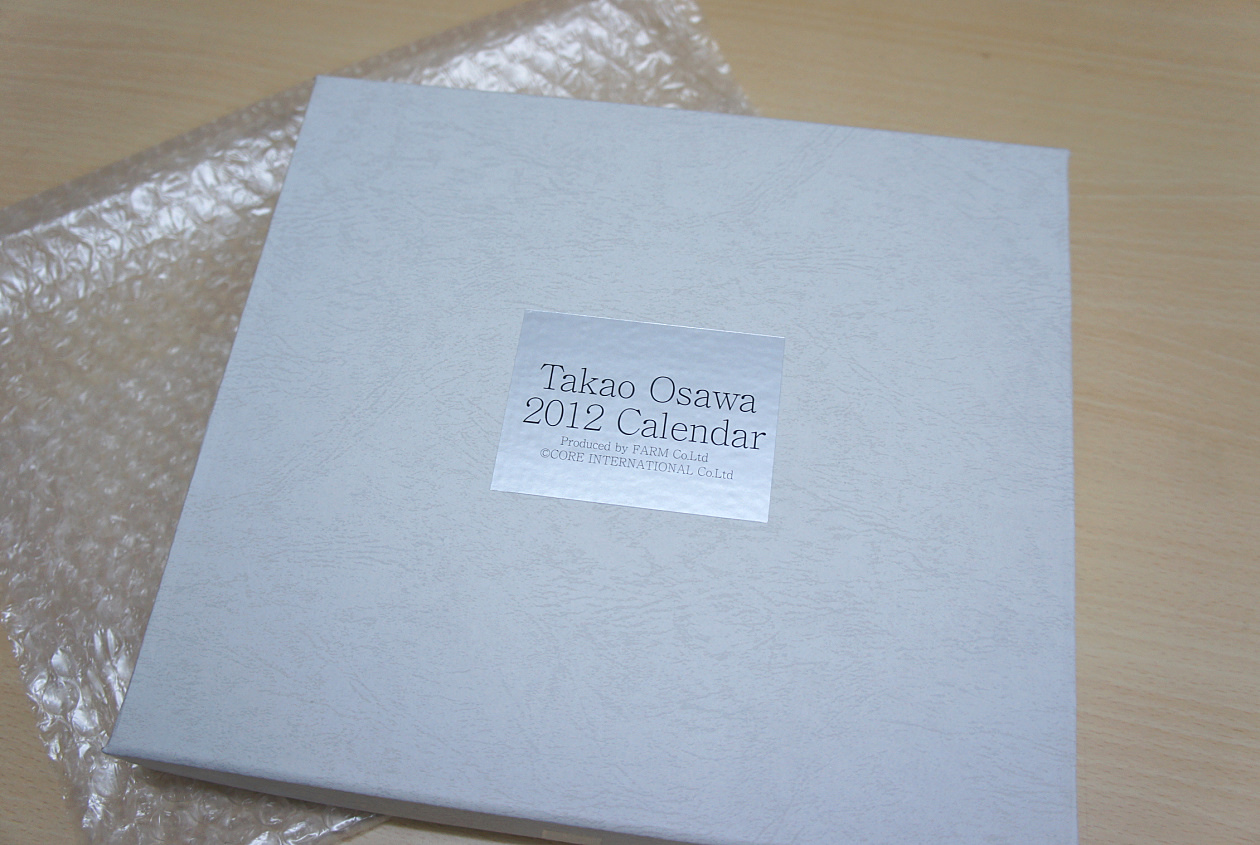 Takao Osawa
2012 Calendar
Produced by FARM Co.Ltd
©CORE INTERNATIONAL Co.Ltd